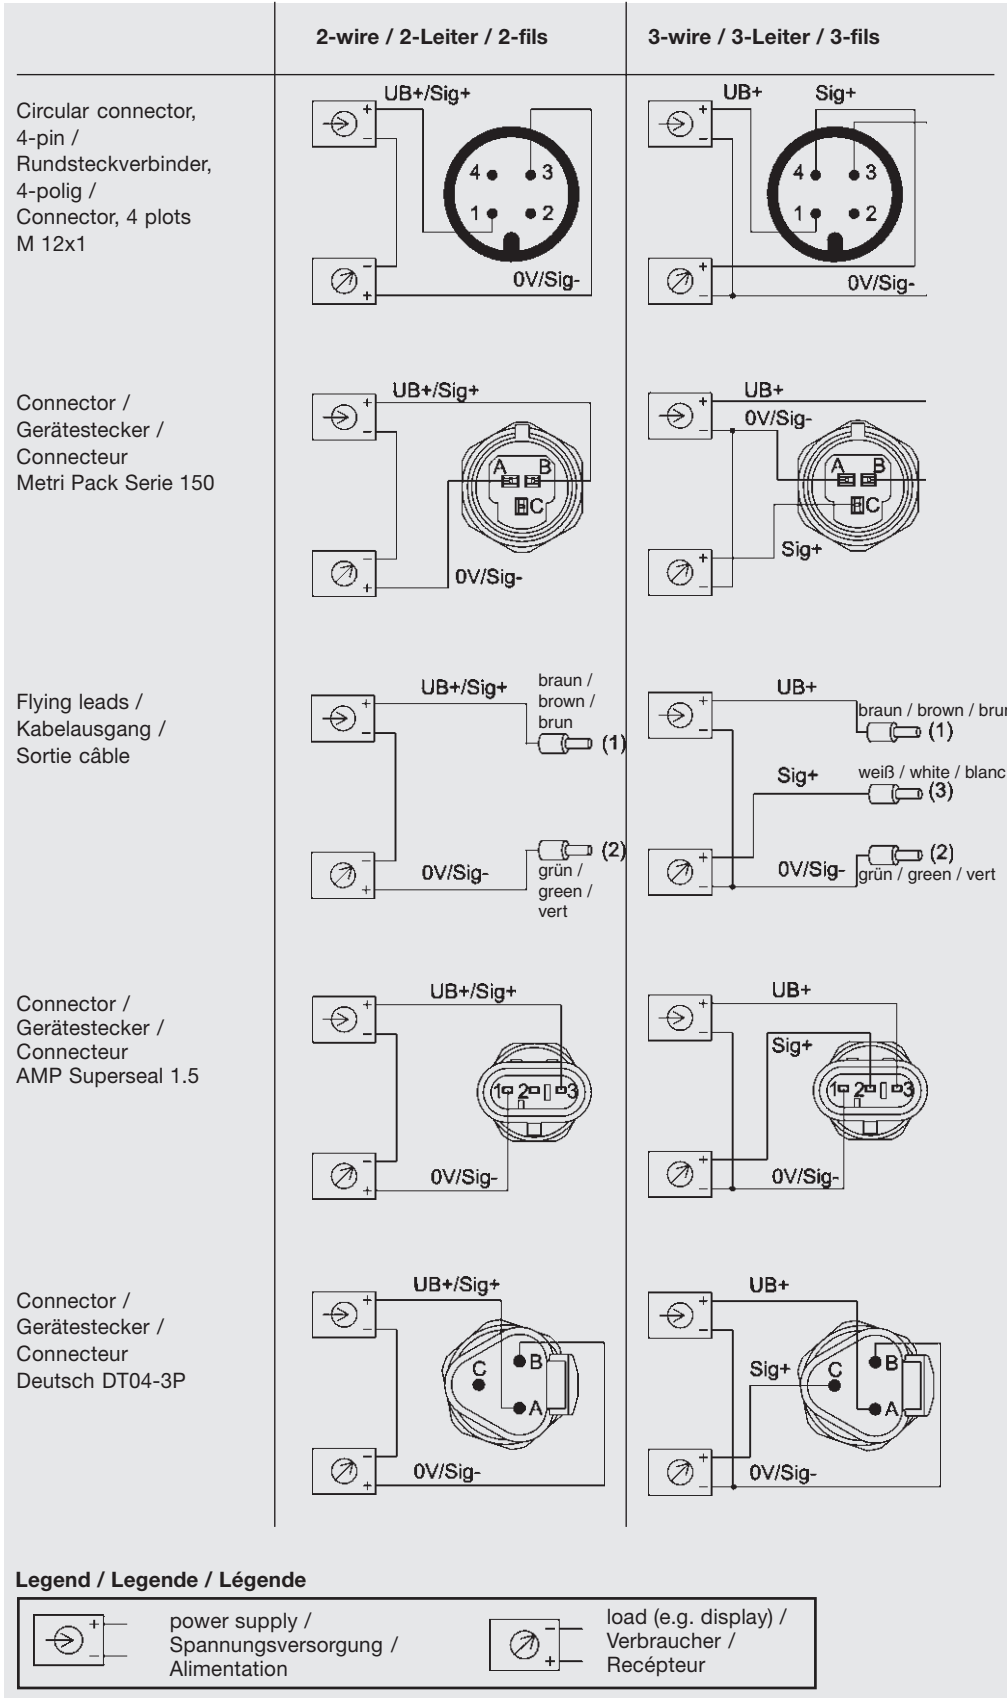 2-wire / 2-Leiter / 2-fils
3-wire / 3-Leiter / 3-fils
Circular connector,
4-pin /
Rundsteckverbinder,
4-polig /
Connector, 4 plots
M 12x1
UB+/Sig+
+
−
4
3
1
2
−
+
0V/Sig-
UB+
Sig+
+
−
4
3
1
2
+
−
0V/Sig-
Connector /
Gerätestecker /
Connecteur
Metri Pack Serie 150
UB+/Sig+
+
−
A
B
C
−
+
0V/Sig-
UB+
+
−
0V/Sig-
A
B
C
Sig+
+
−
Flying leads /
Kabelausgang /
Sortie câble
UB+/Sig+
+
−
braun /
brown /
brun
(1)
−
+
0V/Sig-
(2)
grün /
green /
vert
UB+
+
−
braun / brown / brun
(1)
Sig+
weiß / white / blanc
(3)
+
−
0V/Sig-
(2)
grün / green / vert
Connector /
Gerätestecker /
Connecteur
AMP Superseal 1.5
UB+/Sig+
+
−
1
2
3
−
+
0V/Sig-
UB+
+
−
Sig+
1
2
3
+
−
0V/Sig-
Connector /
Gerätestecker /
Connecteur
Deutsch DT04-3P
UB+/Sig+
+
−
C
B
A
−
+
0V/Sig-
UB+
+
−
Sig+
C
B
A
+
−
0V/Sig-
Legend / Legende / Légende
+
−
power supply /
Spannungsversorgung /
Alimentation
−
+
load (e.g. display) /
Verbraucher /
Recépteur